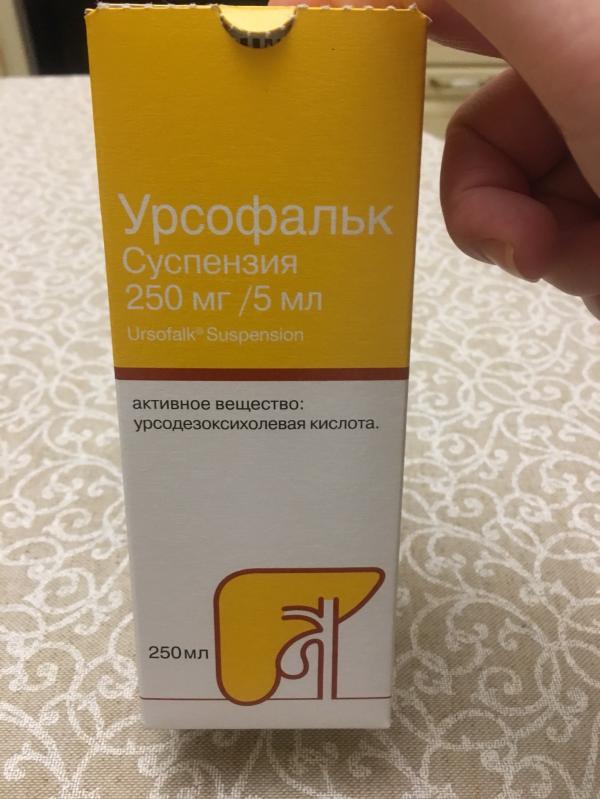 Урсофальк
Суспензия
250 мг /5 мл
Ursofalk® Suspension
активное вещество:
урсодезоксихолевая кислота.
250мл